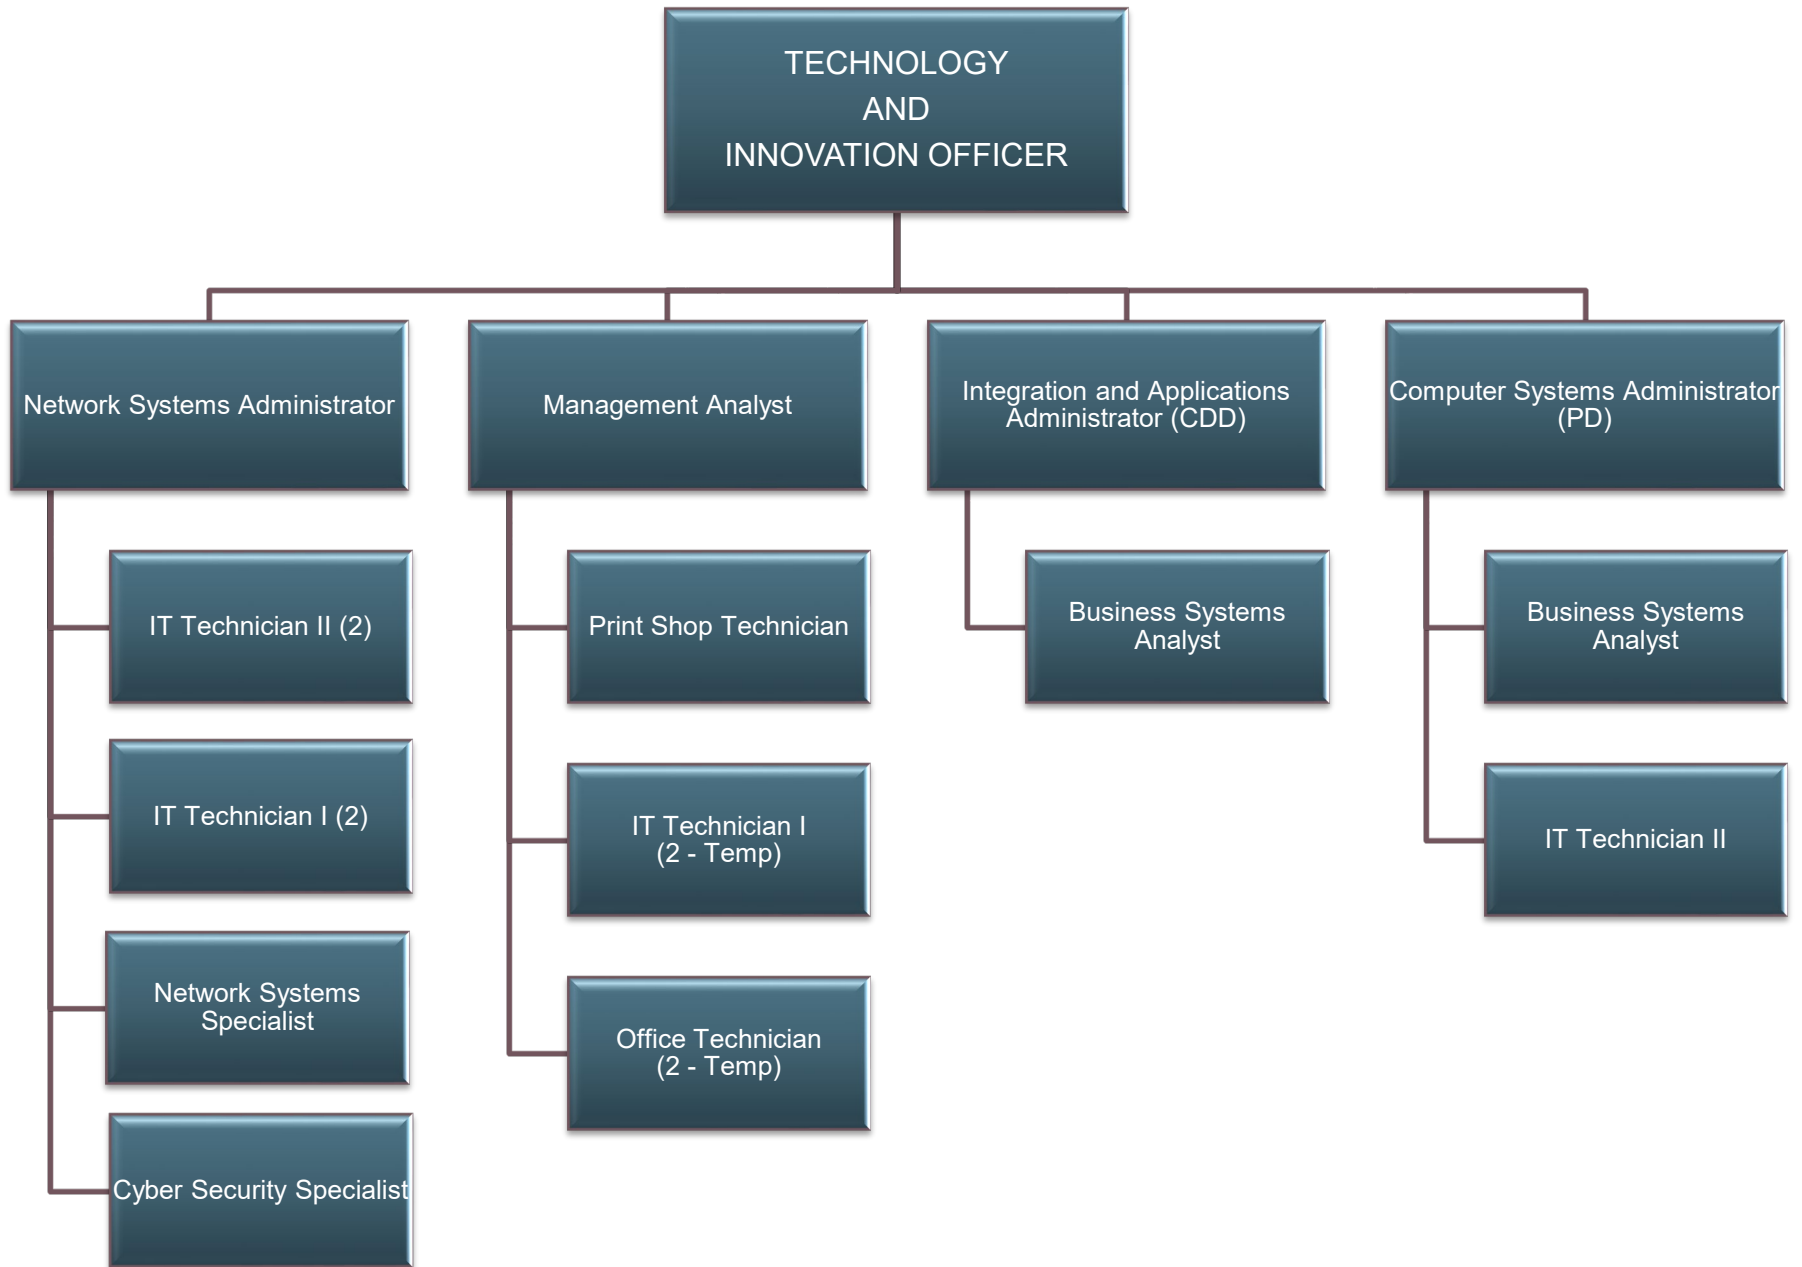 TECHNOLOGY
AND
INNOVATION OFFICER
Network Systems Administrator
Management Analyst
Integration and Applications
Administrator (CDD)
Computer Systems Administrator
(PD)
IT Technician II (2)
IT Technician I (2)
Network Systems
Specialist
Cyber Security Specialist
Print Shop Technician
IT Technician I
(2 - Temp)
Office Technician
(2 - Temp)
Business Systems
Analyst
Business Systems
Analyst
IT Technician II